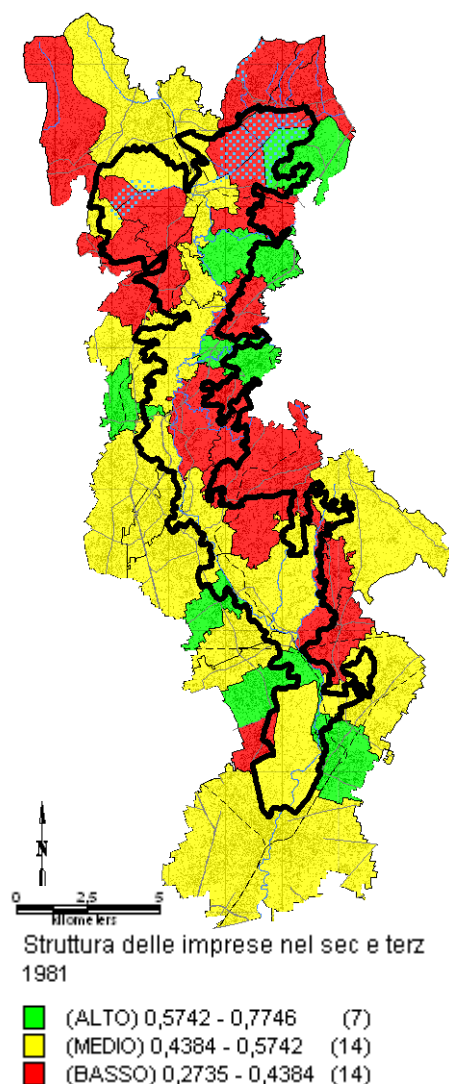 N
0 2,5 5
kilometers
Struttura delle imprese nel sec e terz
1981
(ALTO) 0,5742 - 0,7746 (7)
(MEDIO) 0,4384 - 0,5742 (14)
(BASSO) 0,2735 - 0,4384 (14)